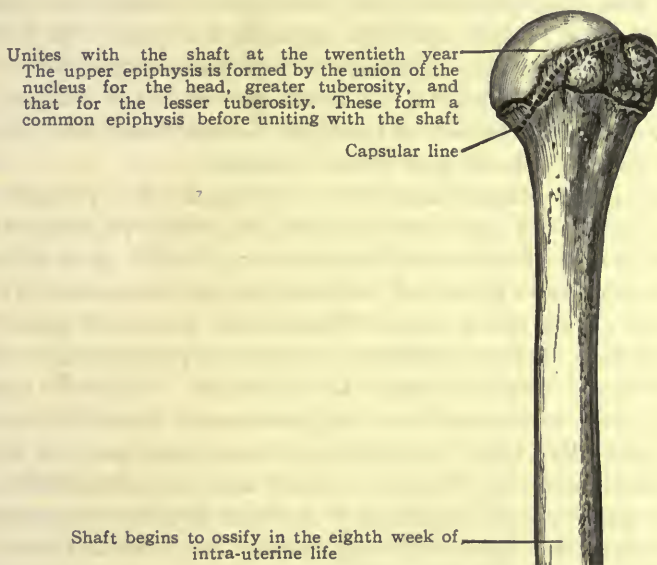 Unites with the shaft at the twentieth year
The upper epiphysis is formed by the union of the
nucleus for the head, greater tuberosity, and
that for the lesser tuberosity. These form a
common epiphysis before uniting with the shaft
Capsular line
Shaft begins to ossify in the eighth week of
intra-uterine life